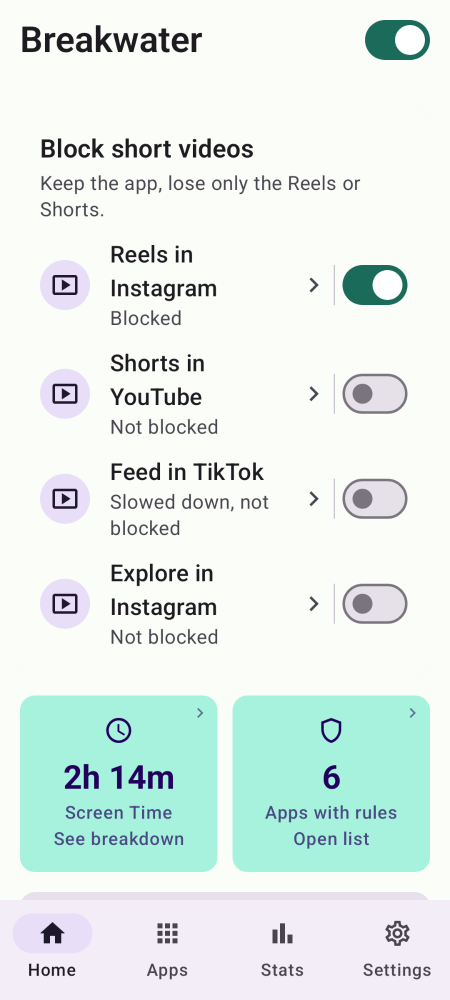 Breakwater
Block short videos
Keep the app, lose only the Reels or
Shorts.
Reels in
Instagram
Blocked
Shorts in
YouTube
Not blocked
Feed in TikTok
Slowed down, not
blocked
Explore in
Instagram
Not blocked
2h 14m
Screen Time
See breakdown
6
Apps with rules
Open list
Home
Apps
Stats
Settings